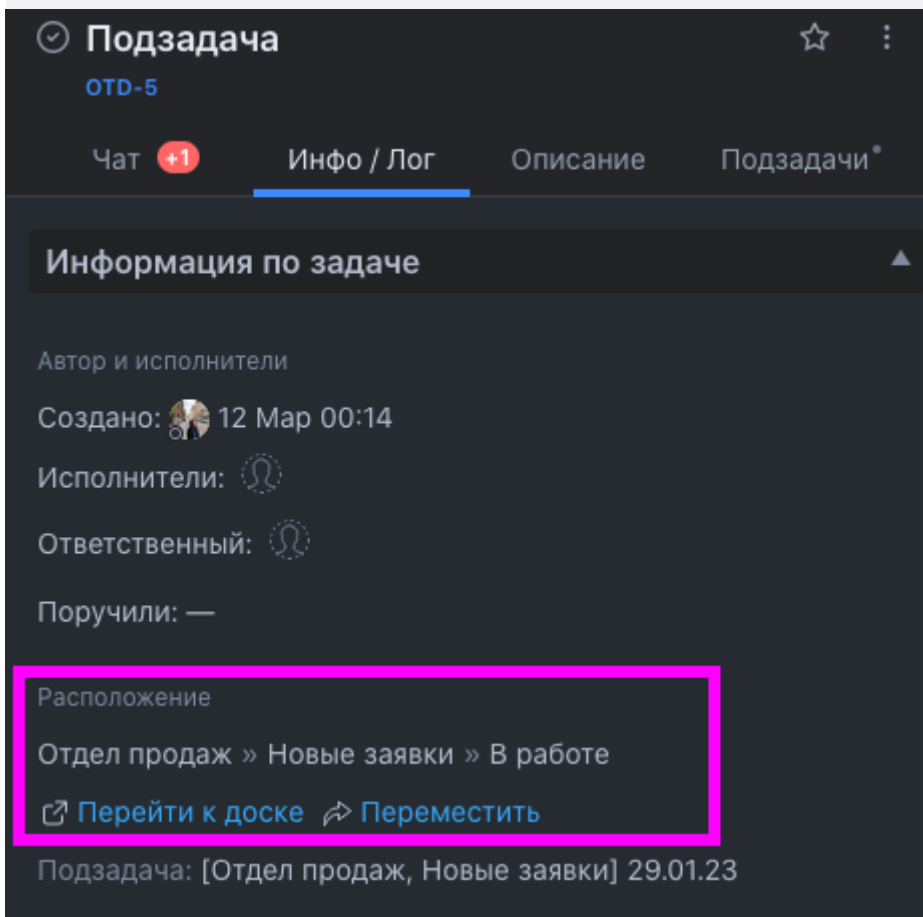 Подзадача
OTD-5
Чат +1 Инфо / Лог Описание Подзадачи
Информация по задаче
Автор и исполнители
Создано: 12 Мар 00:14
Исполнители:
Ответственный:
Поручили: —
Расположение
Отдел продаж » Новые заявки » В работе
Перейти к доске Переместить
Подзадача: [Отдел продаж, Новые заявки] 29.01.23